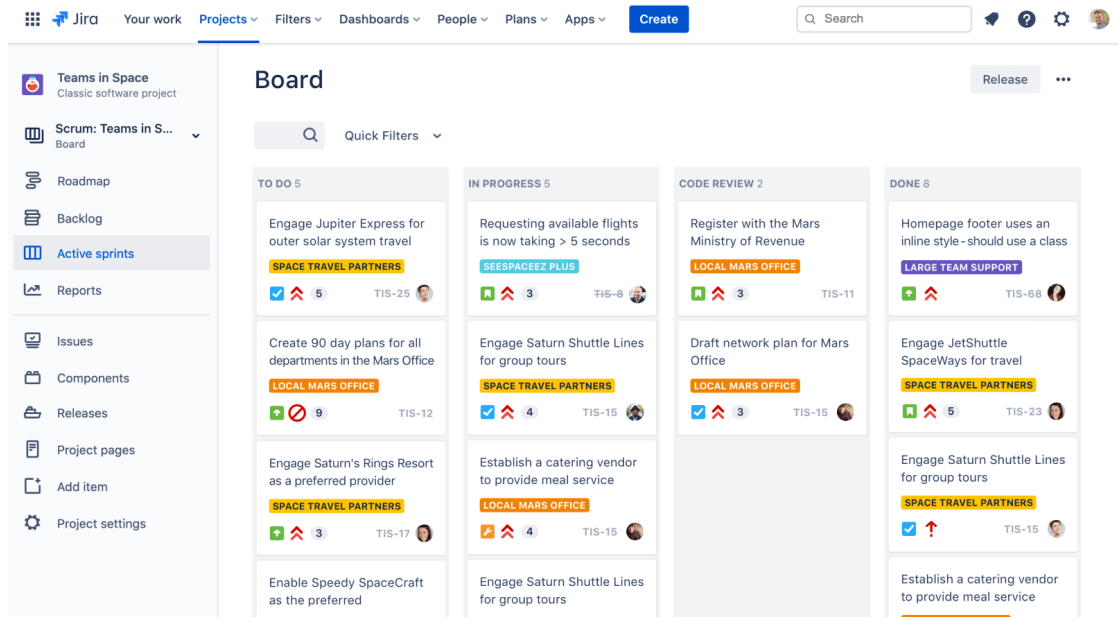 Jira
Your work
Projects
Filters
Dashboards
People
Plans
Apps
Create
Search
Teams in Space
Classic software project
Scrum: Teams in S...
Board
Roadmap
Backlog
Active sprints
Reports
Issues
Components
Releases
Project pages
Add item
Project settings
Board
Release
Quick Filters
TO DO 5
Engage Jupiter Express for
outer solar system travel
SPACE TRAVEL PARTNERS
5
TIS-25
Create 90 day plans for all
departments in the Mars Office
LOCAL MARS OFFICE
9
TIS-12
Engage Saturn's Rings Resort
as a preferred provider
SPACE TRAVEL PARTNERS
3
TIS-17
Enable Speedy SpaceCraft
as the preferred
IN PROGRESS 5
Requesting available flights
is now taking > 5 seconds
SEESPACEEZ PLUS
3
TIS-8
Engage Saturn Shuttle Lines
for group tours
SPACE TRAVEL PARTNERS
4
TIS-15
Establish a catering vendor
to provide meal service
LOCAL MARS OFFICE
4
TIS-15
Engage Saturn Shuttle Lines
for group tours
CODE REVIEW 2
Register with the Mars
Ministry of Revenue
LOCAL MARS OFFICE
3
TIS-11
Draft network plan for Mars
Office
LOCAL MARS OFFICE
3
TIS-15
DONE 8
Homepage footer uses an
inline style-should use a class
LARGE TEAM SUPPORT
TIS-68
Engage JetShuttle
SpaceWays for travel
SPACE TRAVEL PARTNERS
5
TIS-23
Engage Saturn Shuttle Lines
for group tours
SPACE TRAVEL PARTNERS
TIS-15
Establish a catering vendor
to provide meal service